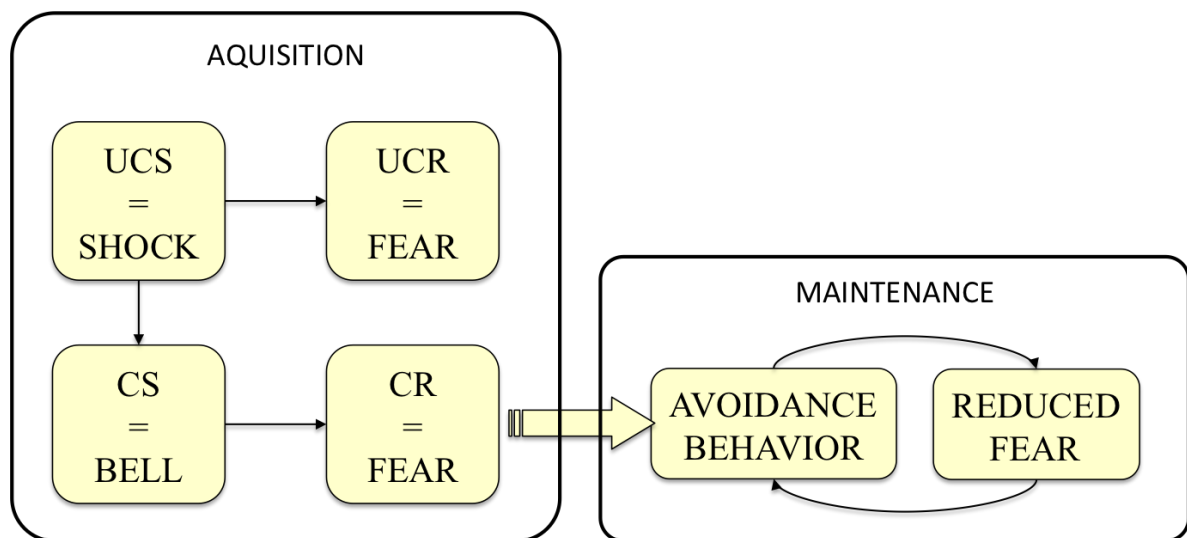 AQUISITION
UCS
=
SHOCK
UCR
=
FEAR
CS
=
BELL
CR
=
FEAR
MAINTENANCE
AVOIDANCE
BEHAVIOR
REDUCED
FEAR